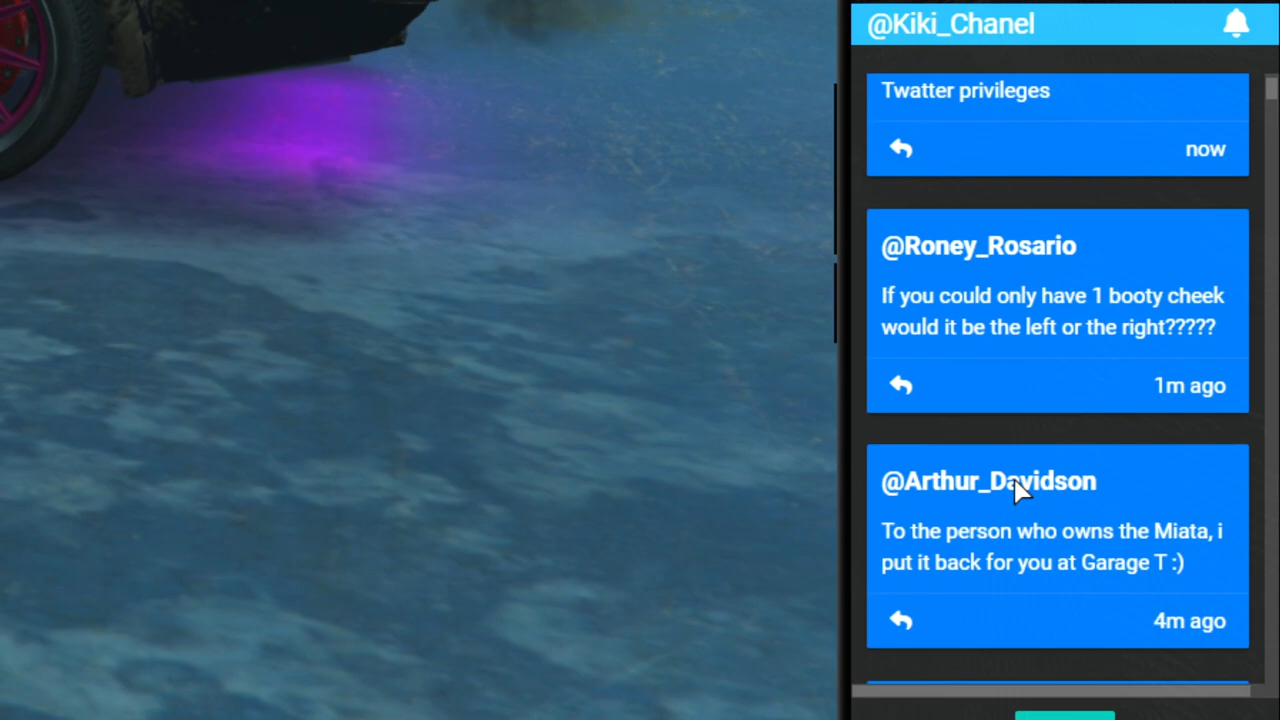 @Kiki_Chanel
Twatter privileges
now
@Roney_Rosario
If you could only have 1 booty cheek
would it be the left or the right?????
1m ago
@Arthur_Davidson
To the person who owns the Miata, i
put it back for you at Garage T :)
4m ago